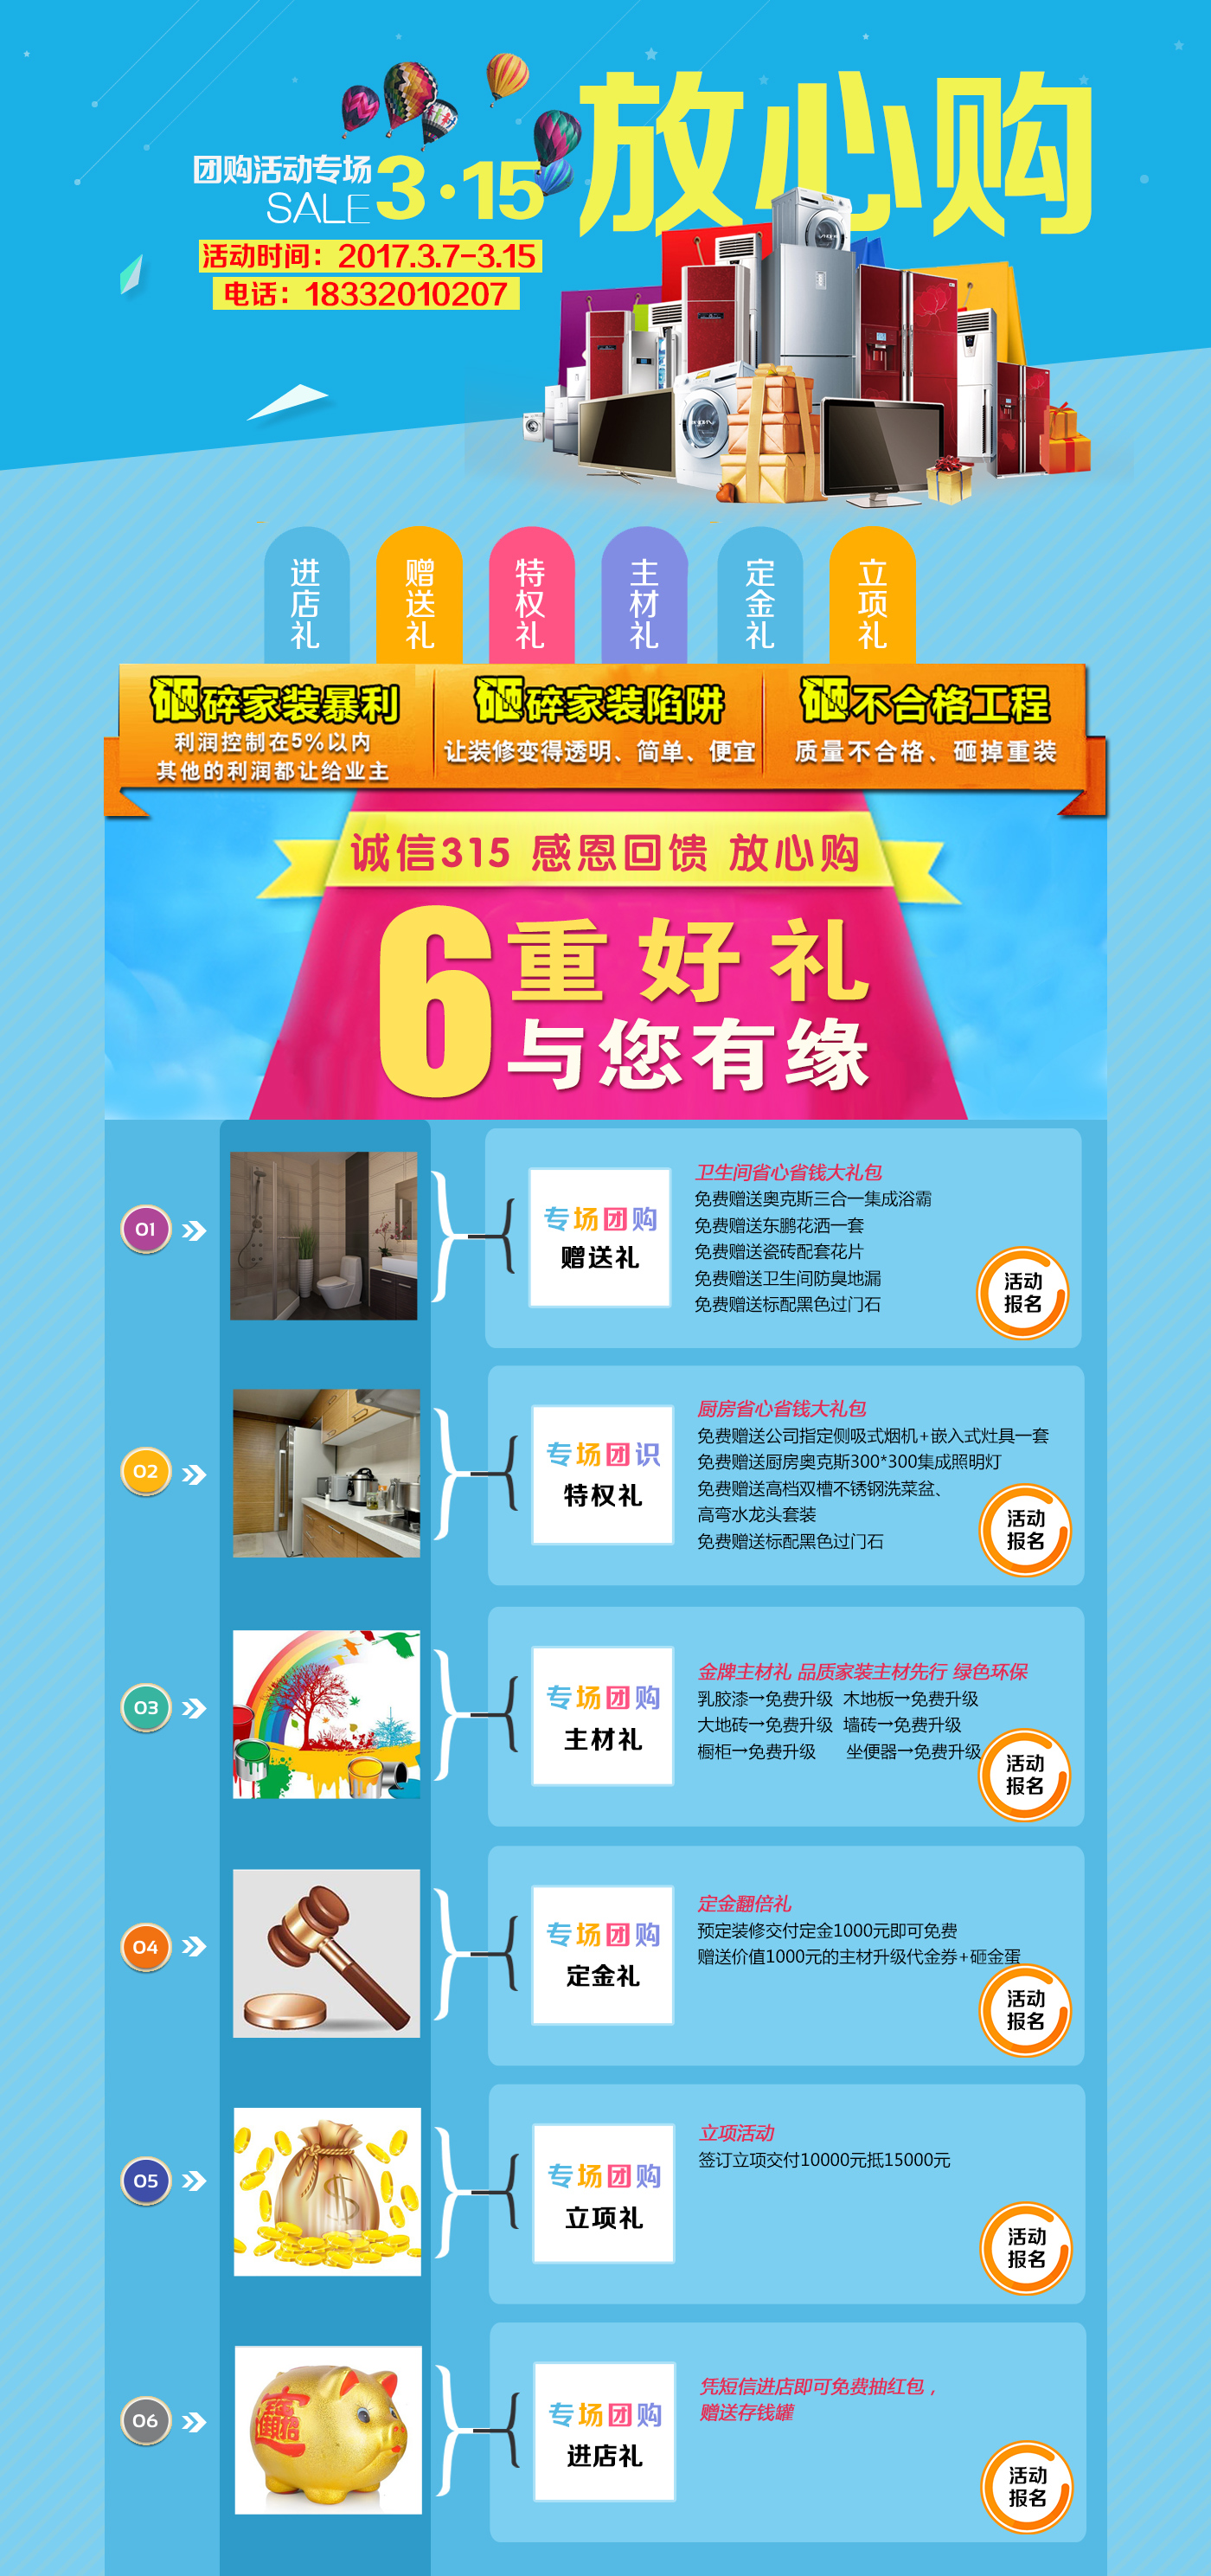 放心购
团购活动专场
SALE
3·15
活动时间：2017.3.7-3.15
电话：18332010207
进店礼
赠送礼
特权礼
主材礼
定金礼
立项礼
砸碎家装暴利
利润控制在5%以内
其他的利润都让给业主
砸碎家装陷阱
让装修变得透明、简单、便宜
砸不合格工程
质量不合格、砸掉重装
诚信315 感恩回馈 放心购
6重好礼
与您有缘
01
专场团购
赠送礼
卫生间省心省钱大礼包
免费赠送奥克斯三合一集成浴霸
免费赠送东鹏花洒一套
免费赠送瓷砖配套花片
免费赠送卫生间防臭地漏
免费赠送标配黑色过门石
活动
报名
02
专场团识
特权礼
厨房省心省钱大礼包
免费赠送公司指定侧吸式烟机+嵌入式灶具一套
免费赠送厨房奥克斯300*300集成照明灯
免费赠送高档双槽不锈钢洗菜盆、
高弯水龙头套装
免费赠送标配黑色过门石
活动
报名
03
专场团购
主材礼
金牌主材礼 品质家装主材先行 绿色环保
乳胶漆→免费升级 木地板→免费升级
大地砖→免费升级 墙砖→免费升级
橱柜→免费升级 坐便器→免费升级
活动
报名
04
专场团购
定金礼
定金翻倍礼
预定装修交付定金1000元即可免费
赠送价值1000元的主材升级代金券+砸金蛋
活动
报名
05
专场团购
立项礼
立项活动
签订立项交付10000元抵15000元
活动
报名
06
专场团购
进店礼
凭短信进店即可免费抽红包，
赠送存钱罐
活动
报名